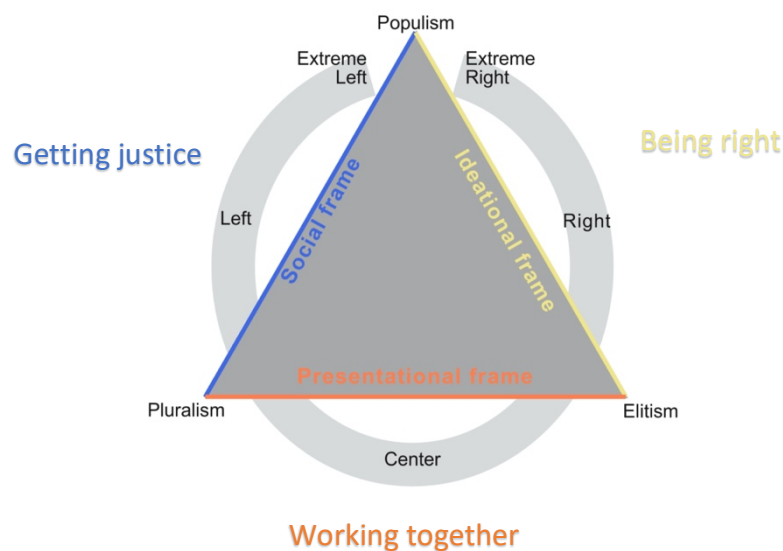 Populism
Extreme
Left
Extreme
Right
Getting justice
Being right
Social frame
Ideational frame
Left
Right
Presentational frame
Pluralism
Elitism
Center
Working together